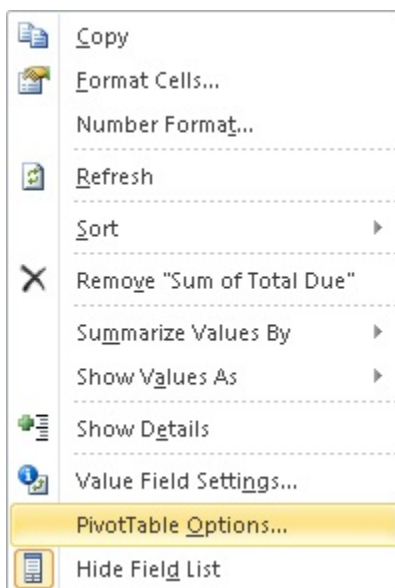 Copy
Format Cells...
Number Format...
Refresh
Sort
Remove "Sum of Total Due"
Summarize Values By
Show Values As
Show Details
Value Field Settings...
PivotTable Options...
Hide Field List